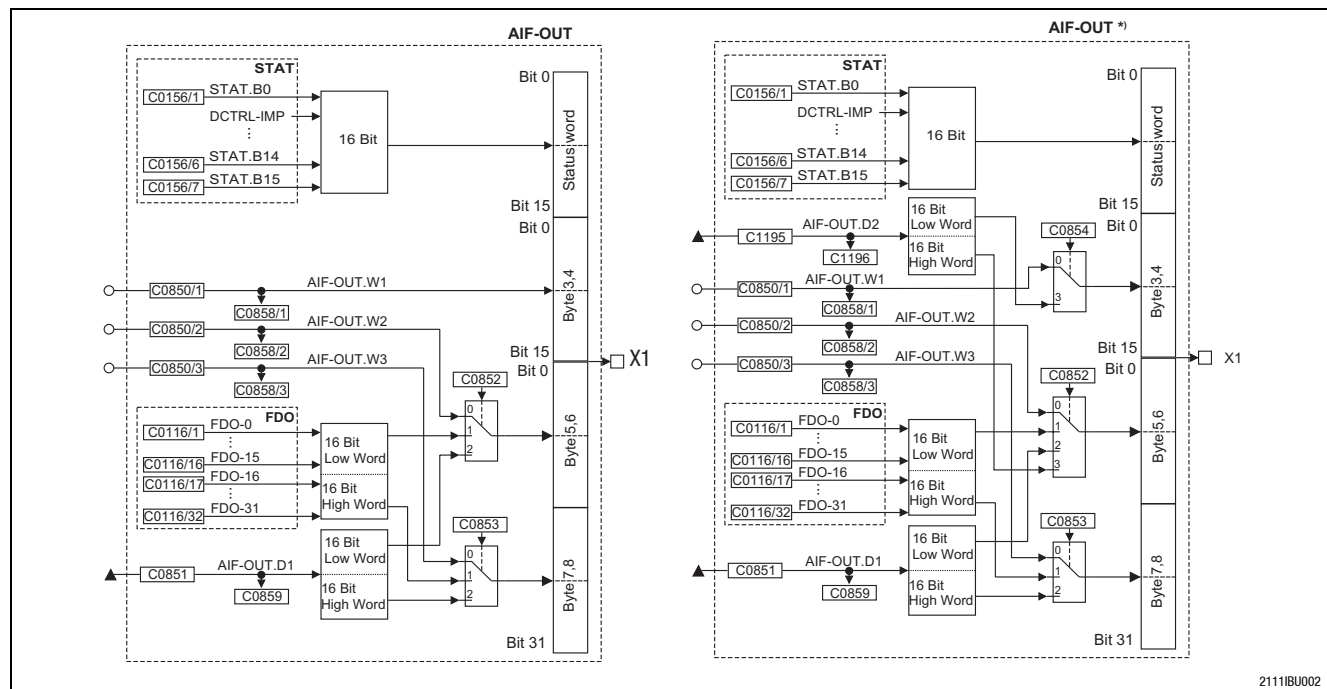 AIF-OUT
STAT
Bit 0
C0156/1 STAT.B0
DCTRL-IMP
⋮
16 Bit
C0156/6 STAT.B14
C0156/7 STAT.B15
Status word
Bit 15
Bit 0
C0850/1 AIF-OUT.W1
C0858/1
Byte 3,4
C0850/2 AIF-OUT.W2
C0858/2
C0850/3 AIF-OUT.W3
C0858/3
Bit 15
Bit 0
X1
C0852
0
1
2
Byte 5,6
FDO
C0116/1 FDO-0
⋮
C0116/16 FDO-15
C0116/17 FDO-16
⋮
C0116/32 FDO-31
16 Bit
Low Word
16 Bit
High Word
C0853
0
1
2
Byte 7,8
C0851 AIF-OUT.D1
C0859
16 Bit
Low Word
16 Bit
High Word
Bit 31
AIF-OUT *)
STAT
Bit 0
C0156/1 STAT.B0
DCTRL-IMP
⋮
16 Bit
C0156/6 STAT.B14
C0156/7 STAT.B15
Status word
Bit 15
Bit 0
C1195 AIF-OUT.D2
C1196
16 Bit
Low Word
16 Bit
High Word
C0854
0
3
Byte 3,4
C0850/1 AIF-OUT.W1
C0858/1
C0850/2 AIF-OUT.W2
C0858/2
C0850/3 AIF-OUT.W3
C0858/3
Bit 15
Bit 0
X1
C0852
0
1
2
3
Byte 5,6
FDO
C0116/1 FDO-0
⋮
C0116/16 FDO-15
C0116/17 FDO-16
⋮
C0116/32 FDO-31
16 Bit
Low Word
16 Bit
High Word
C0853
0
1
2
Byte 7,8
C0851 AIF-OUT.D1
C0859
16 Bit
Low Word
16 Bit
High Word
Bit 31
2111IBU002